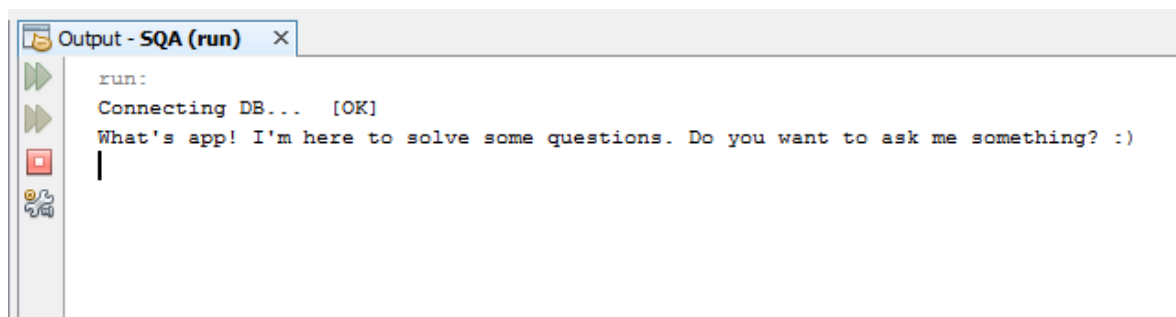 Output - SQA (run)
run:
Connecting DB... [OK]
What's app! I'm here to solve some questions. Do you want to ask me something? :)